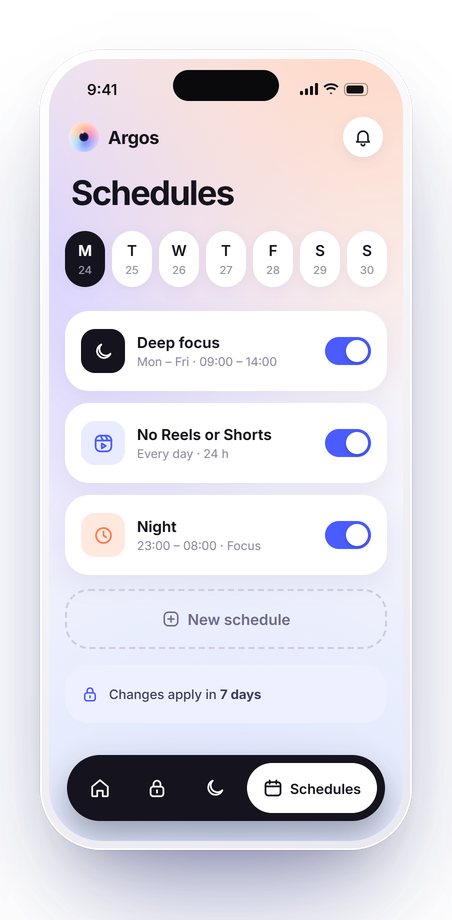 9:41
Argos
Schedules
M T W T F S S
24 25 26 27 28 29 30
Deep focus
Mon – Fri · 09:00 – 14:00
No Reels or Shorts
Every day · 24 h
Night
23:00 – 08:00 · Focus
New schedule
Changes apply in 7 days
Schedules